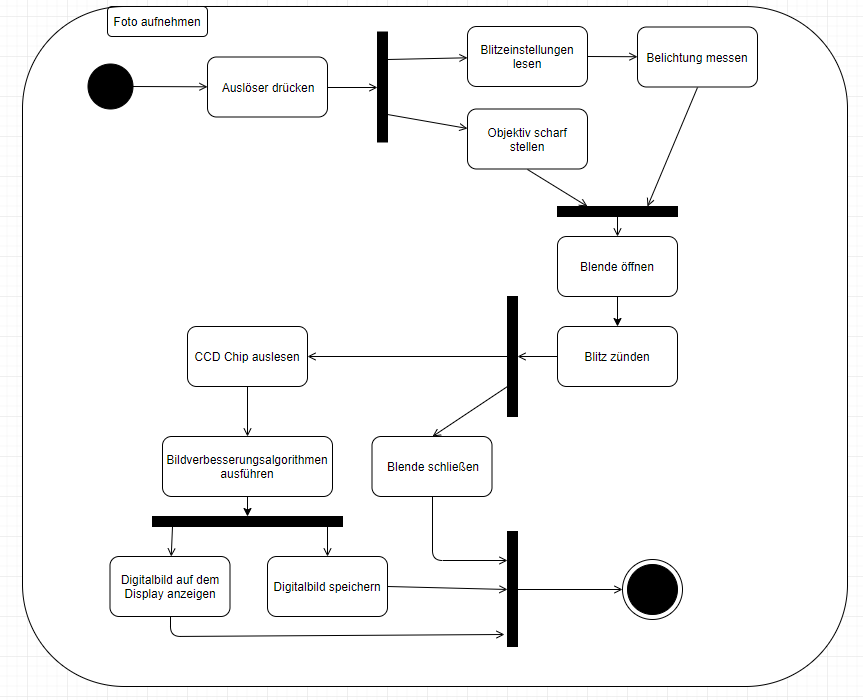 Foto aufnehmen
Auslöser drücken
Blitzeinstellungen
lesen
Belichtung messen
Objektiv scharf
stellen
Blende öffnen
Blitz zünden
CCD Chip auslesen
Bildverbesserungsalgorithmen
ausführen
Blende schließen
Digitalbild auf dem
Display anzeigen
Digitalbild speichern